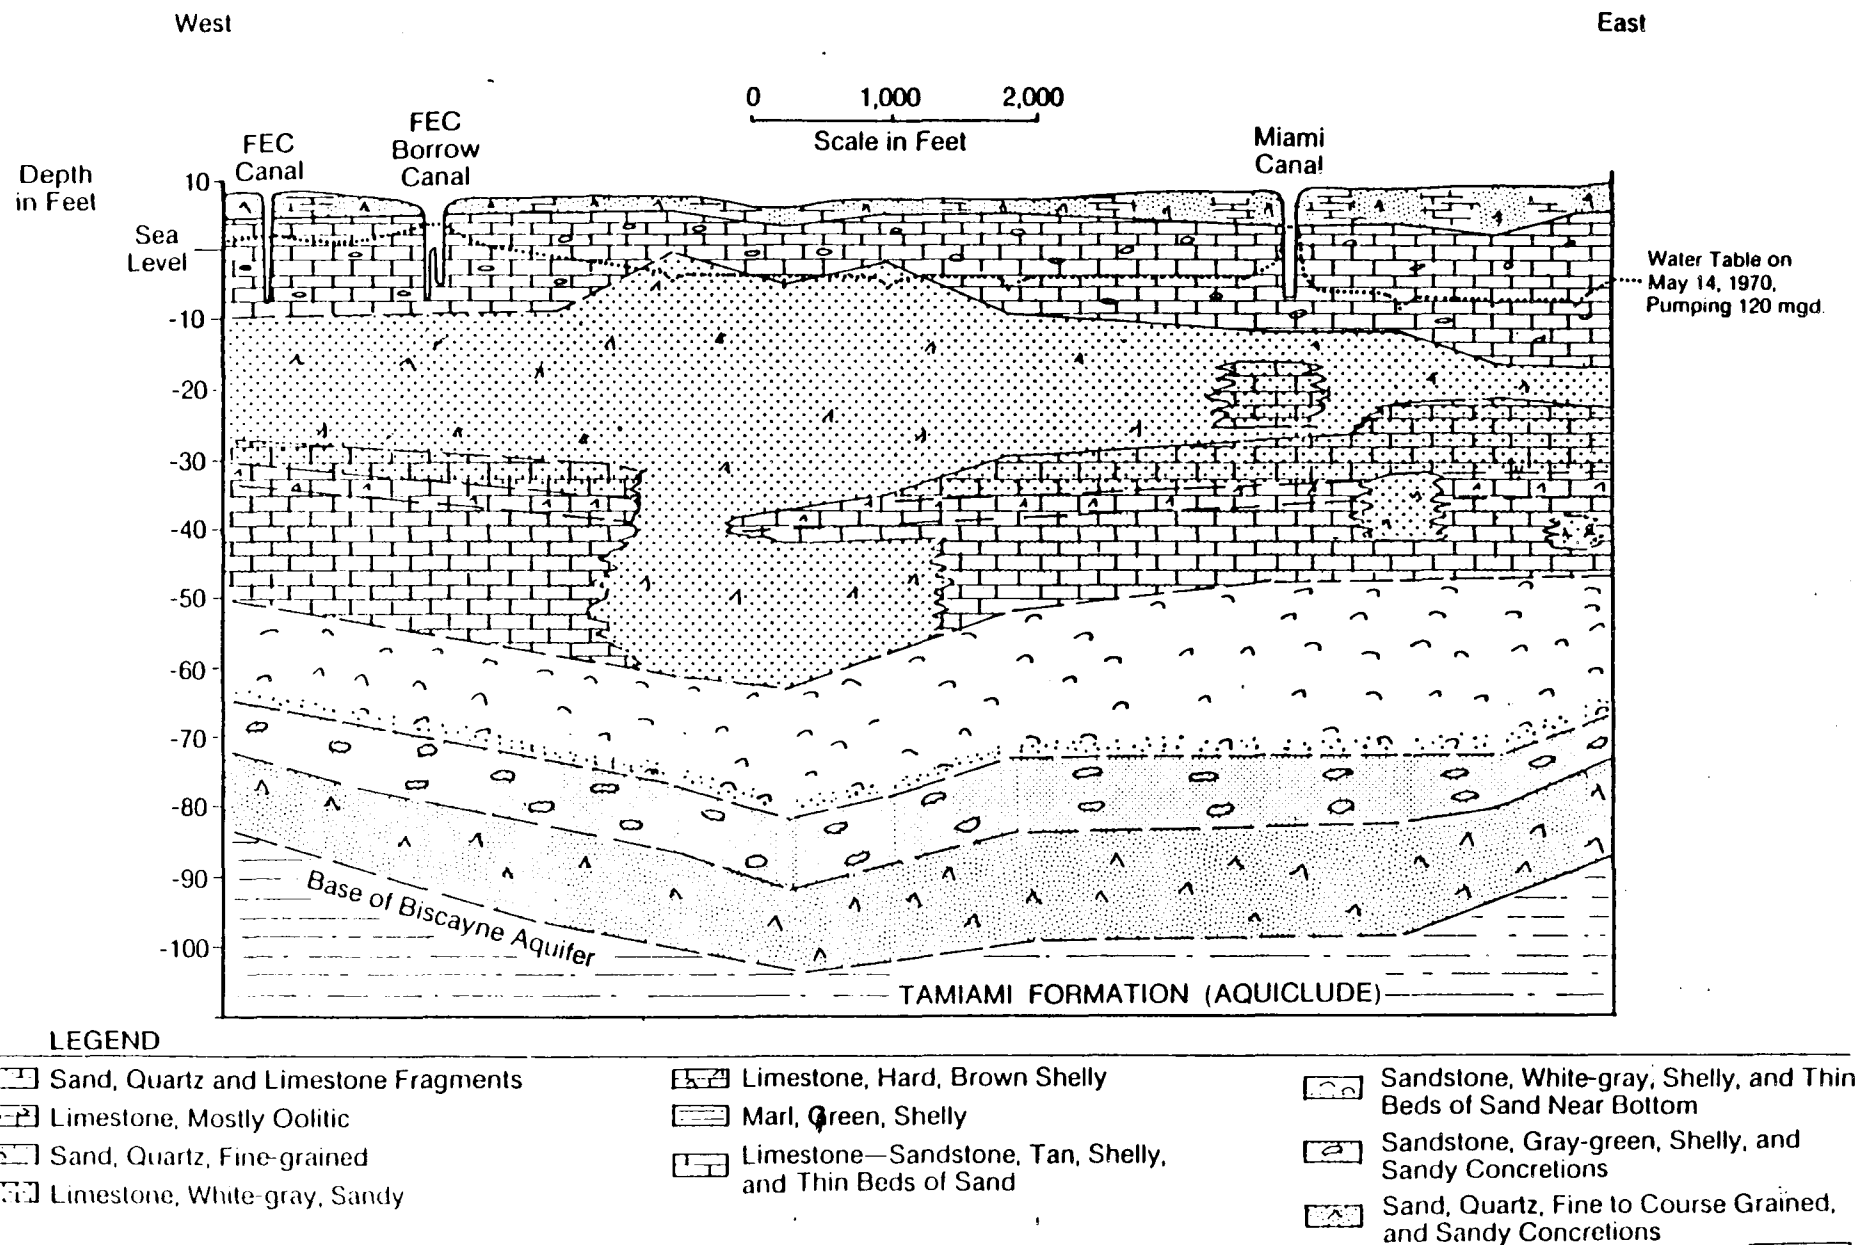 West
East
0 1,000 2,000
Scale in Feet
FEC
Canal
FEC
Borrow
Canal
Miami
Canal
Depth
in Feet
10
Sea
Level
-10
-20
-30
-40
-50
-60
-70
-80
-90
-100
Water Table on
May 14, 1970,
Pumping 120 mgd.
Base of Biscayne Aquifer
TAMIAMI FORMATION (AQUICLUDE)
LEGEND
Sand, Quartz and Limestone Fragments
Limestone, Mostly Oolitic
Sand, Quartz, Fine-grained
Limestone, White-gray, Sandy
Limestone, Hard, Brown Shelly
Marl, Green, Shelly
Limestone—Sandstone, Tan, Shelly,
and Thin Beds of Sand
Sandstone, White-gray, Shelly, and Thin
Beds of Sand Near Bottom
Sandstone, Gray-green, Shelly, and
Sandy Concretions
Sand, Quartz, Fine to Course Grained,
and Sandy Concretions